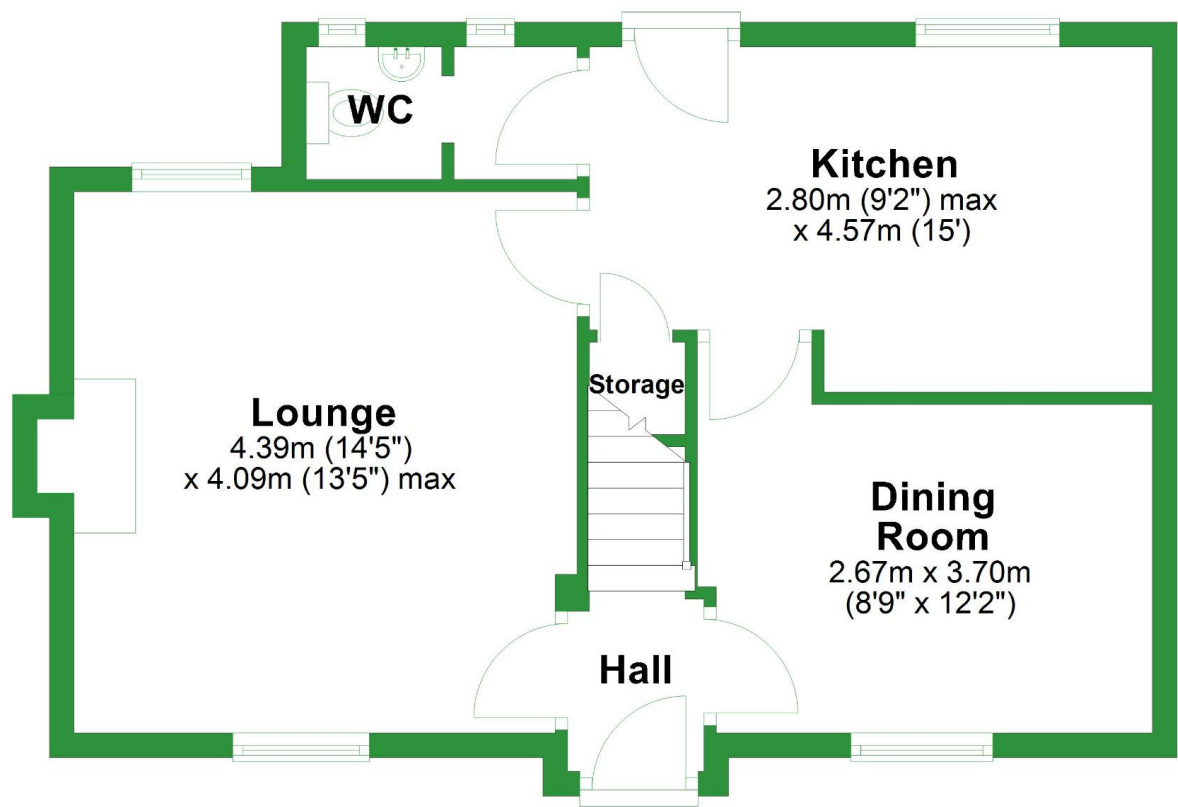 WC
Kitchen
2.80m (9'2") max
x 4.57m (15')
Lounge
4.39m (14'5")
x 4.09m (13'5") max
Storage
Dining
Room
2.67m x 3.70m
(8'9" x 12'2")
Hall